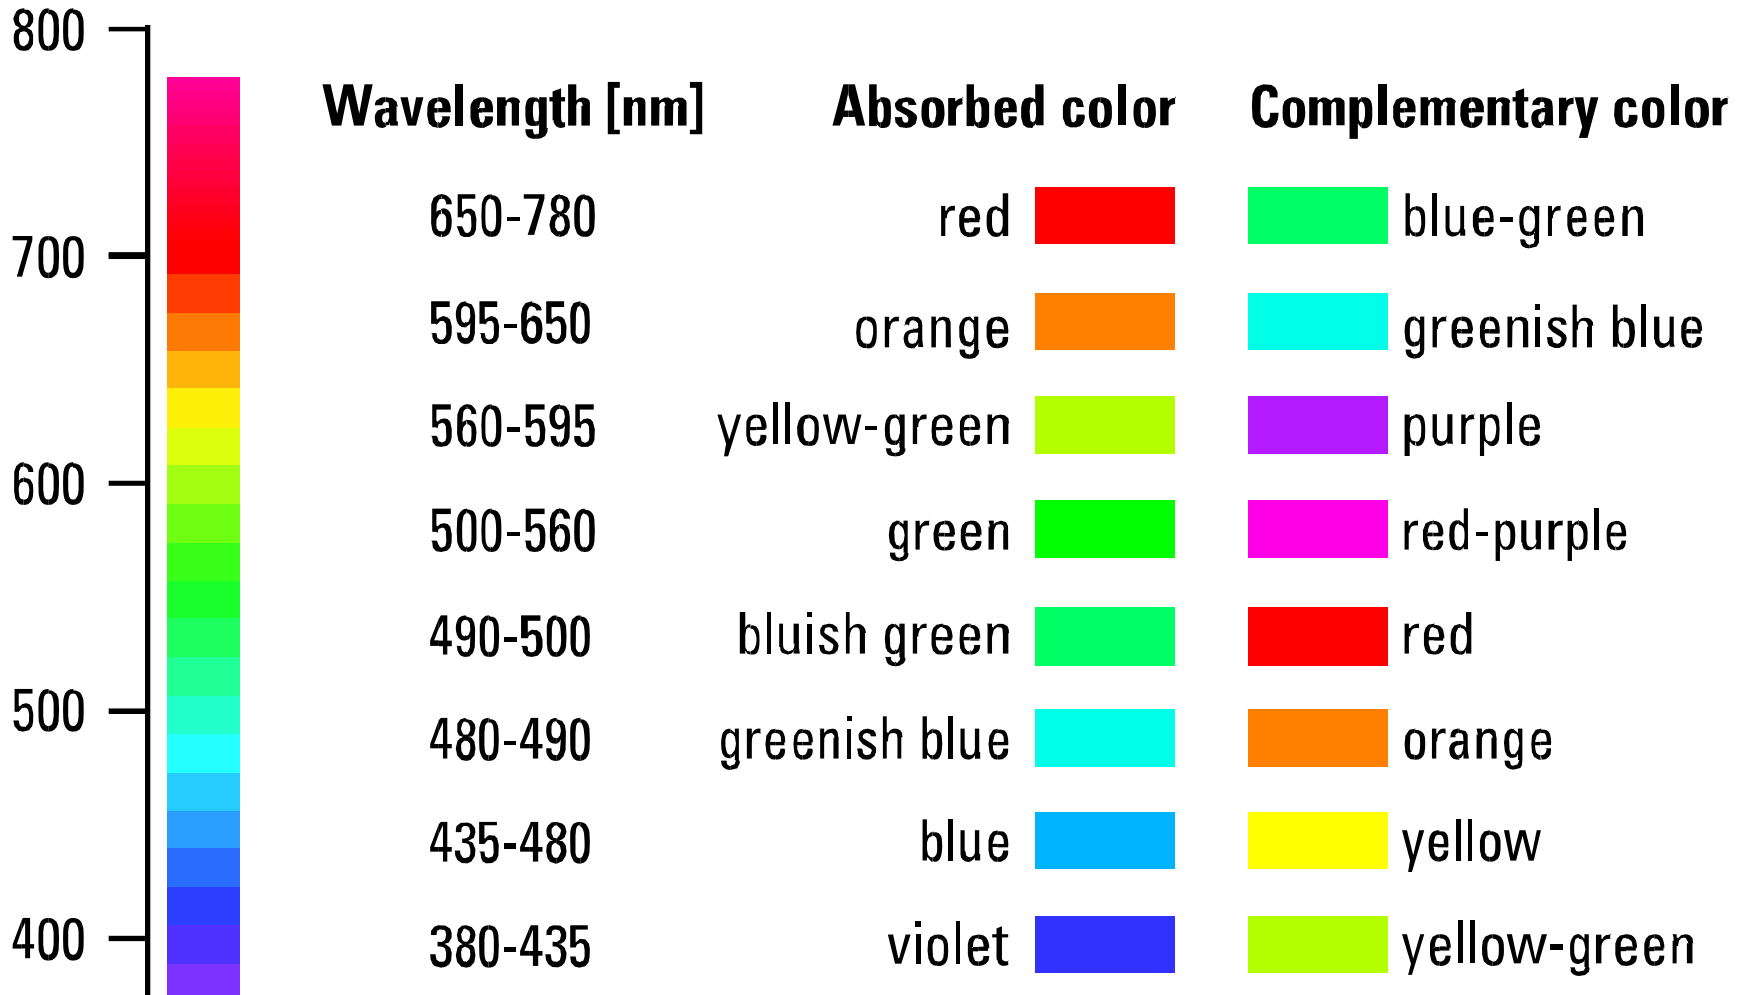 800
700
600
500
400
Wavelength [nm] Absorbed color Complementary color
650-780 red blue-green
595-650 orange greenish blue
560-595 yellow-green purple
500-560 green red-purple
490-500 bluish green red
480-490 greenish blue orange
435-480 blue yellow
380-435 violet yellow-green